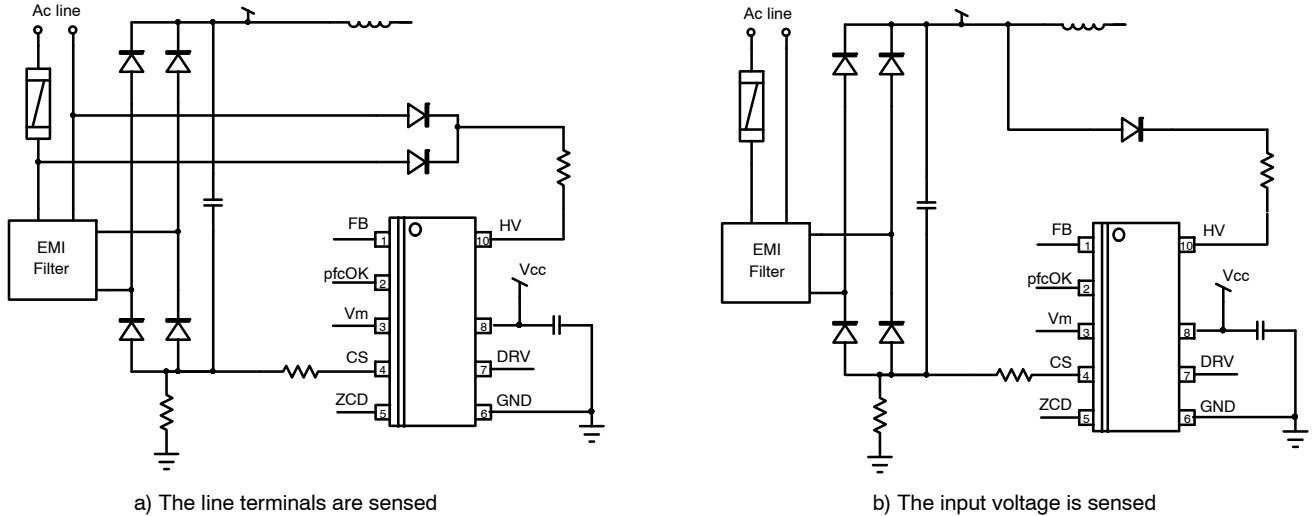 Ac line
EMI
Filter
FB
1
pfcOK
2
Vm
3
CS
4
ZCD
5
HV
10
Vcc
8
DRV
7
GND
6
a) The line terminals are sensed
Ac line
EMI
Filter
FB
1
pfcOK
2
Vm
3
CS
4
ZCD
5
HV
10
Vcc
8
DRV
7
GND
6
b) The input voltage is sensed